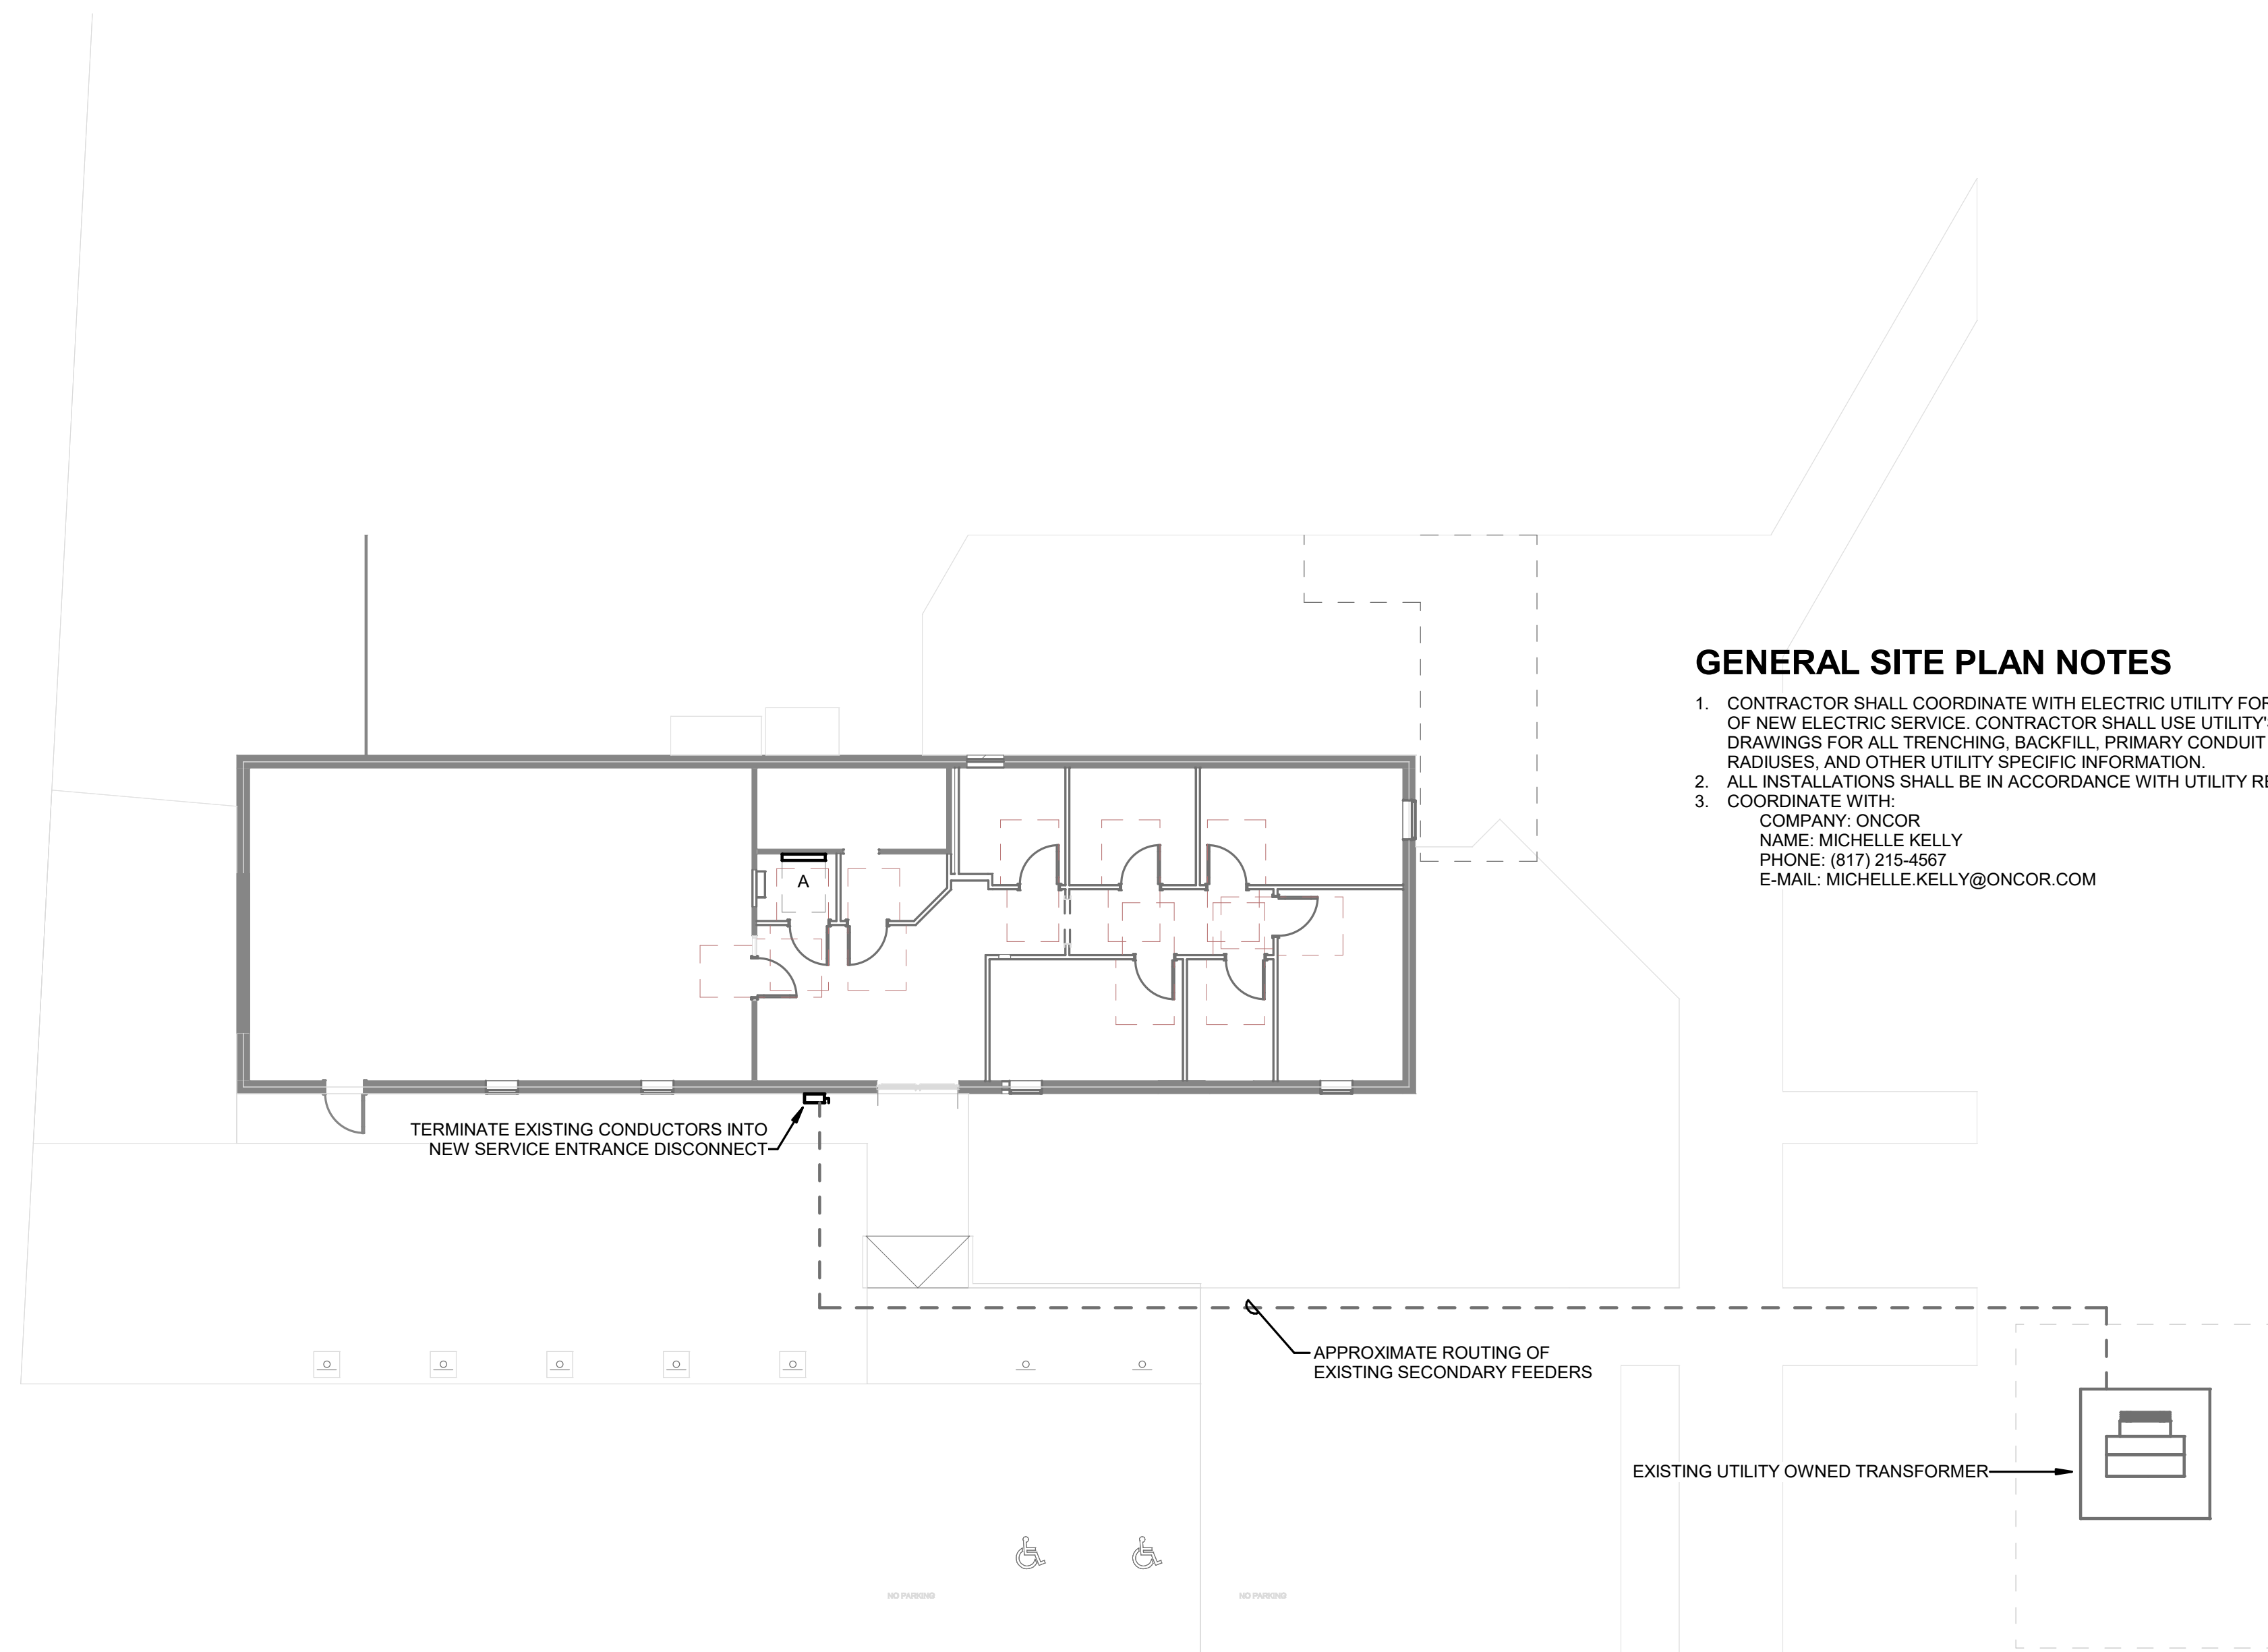 GENERAL SITE PLAN NOTES
1. CONTRACTOR SHALL COORDINATE WITH ELECTRIC UTILITY FOR
OF NEW ELECTRIC SERVICE. CONTRACTOR SHALL USE UTILITY'
DRAWINGS FOR ALL TRENCHING, BACKFILL, PRIMARY CONDUIT
RADIUSES, AND OTHER UTILITY SPECIFIC INFORMATION.
2. ALL INSTALLATIONS SHALL BE IN ACCORDANCE WITH UTILITY
3. COORDINATE WITH:
COMPANY: ONCOR
NAME: MICHELLE KELLY
PHONE: (817) 215-4567
E-MAIL: MICHELLE.KELLY@ONCOR.COM
A
TERMINATE EXISTING CONDUCTORS INTO
NEW SERVICE ENTRANCE DISCONNECT
APPROXIMATE ROUTING OF
EXISTING SECONDARY FEEDERS
EXISTING UTILITY OWNED TRANSFORMER
NO PARKING
NO PARKING